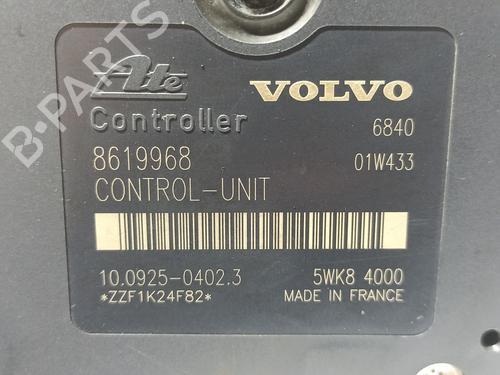 Ate VOLVO
Controller 6840
8619968 01W433
CONTROL-UNIT
10.0925-0402.3 5WK8 4000
*ZZF1K24F82* MADE IN FRANCE
B-PARTS